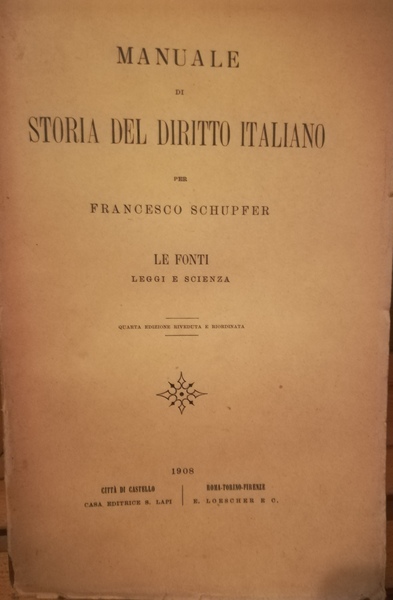 MANUALE
DI
STORIA DEL DIRITTO ITALIANO
PER
FRANCESCO SCHUPFER
LE FONTI
LEGGI E SCIENZA
QUARTA EDIZIONE RIVEDUTA E RIORDINATA
1908
CITTÀ DI CASTELLO
CASA EDITRICE S. LAPI
ROMA-TORINO-FIRENZE
E. LOESCHER E C.